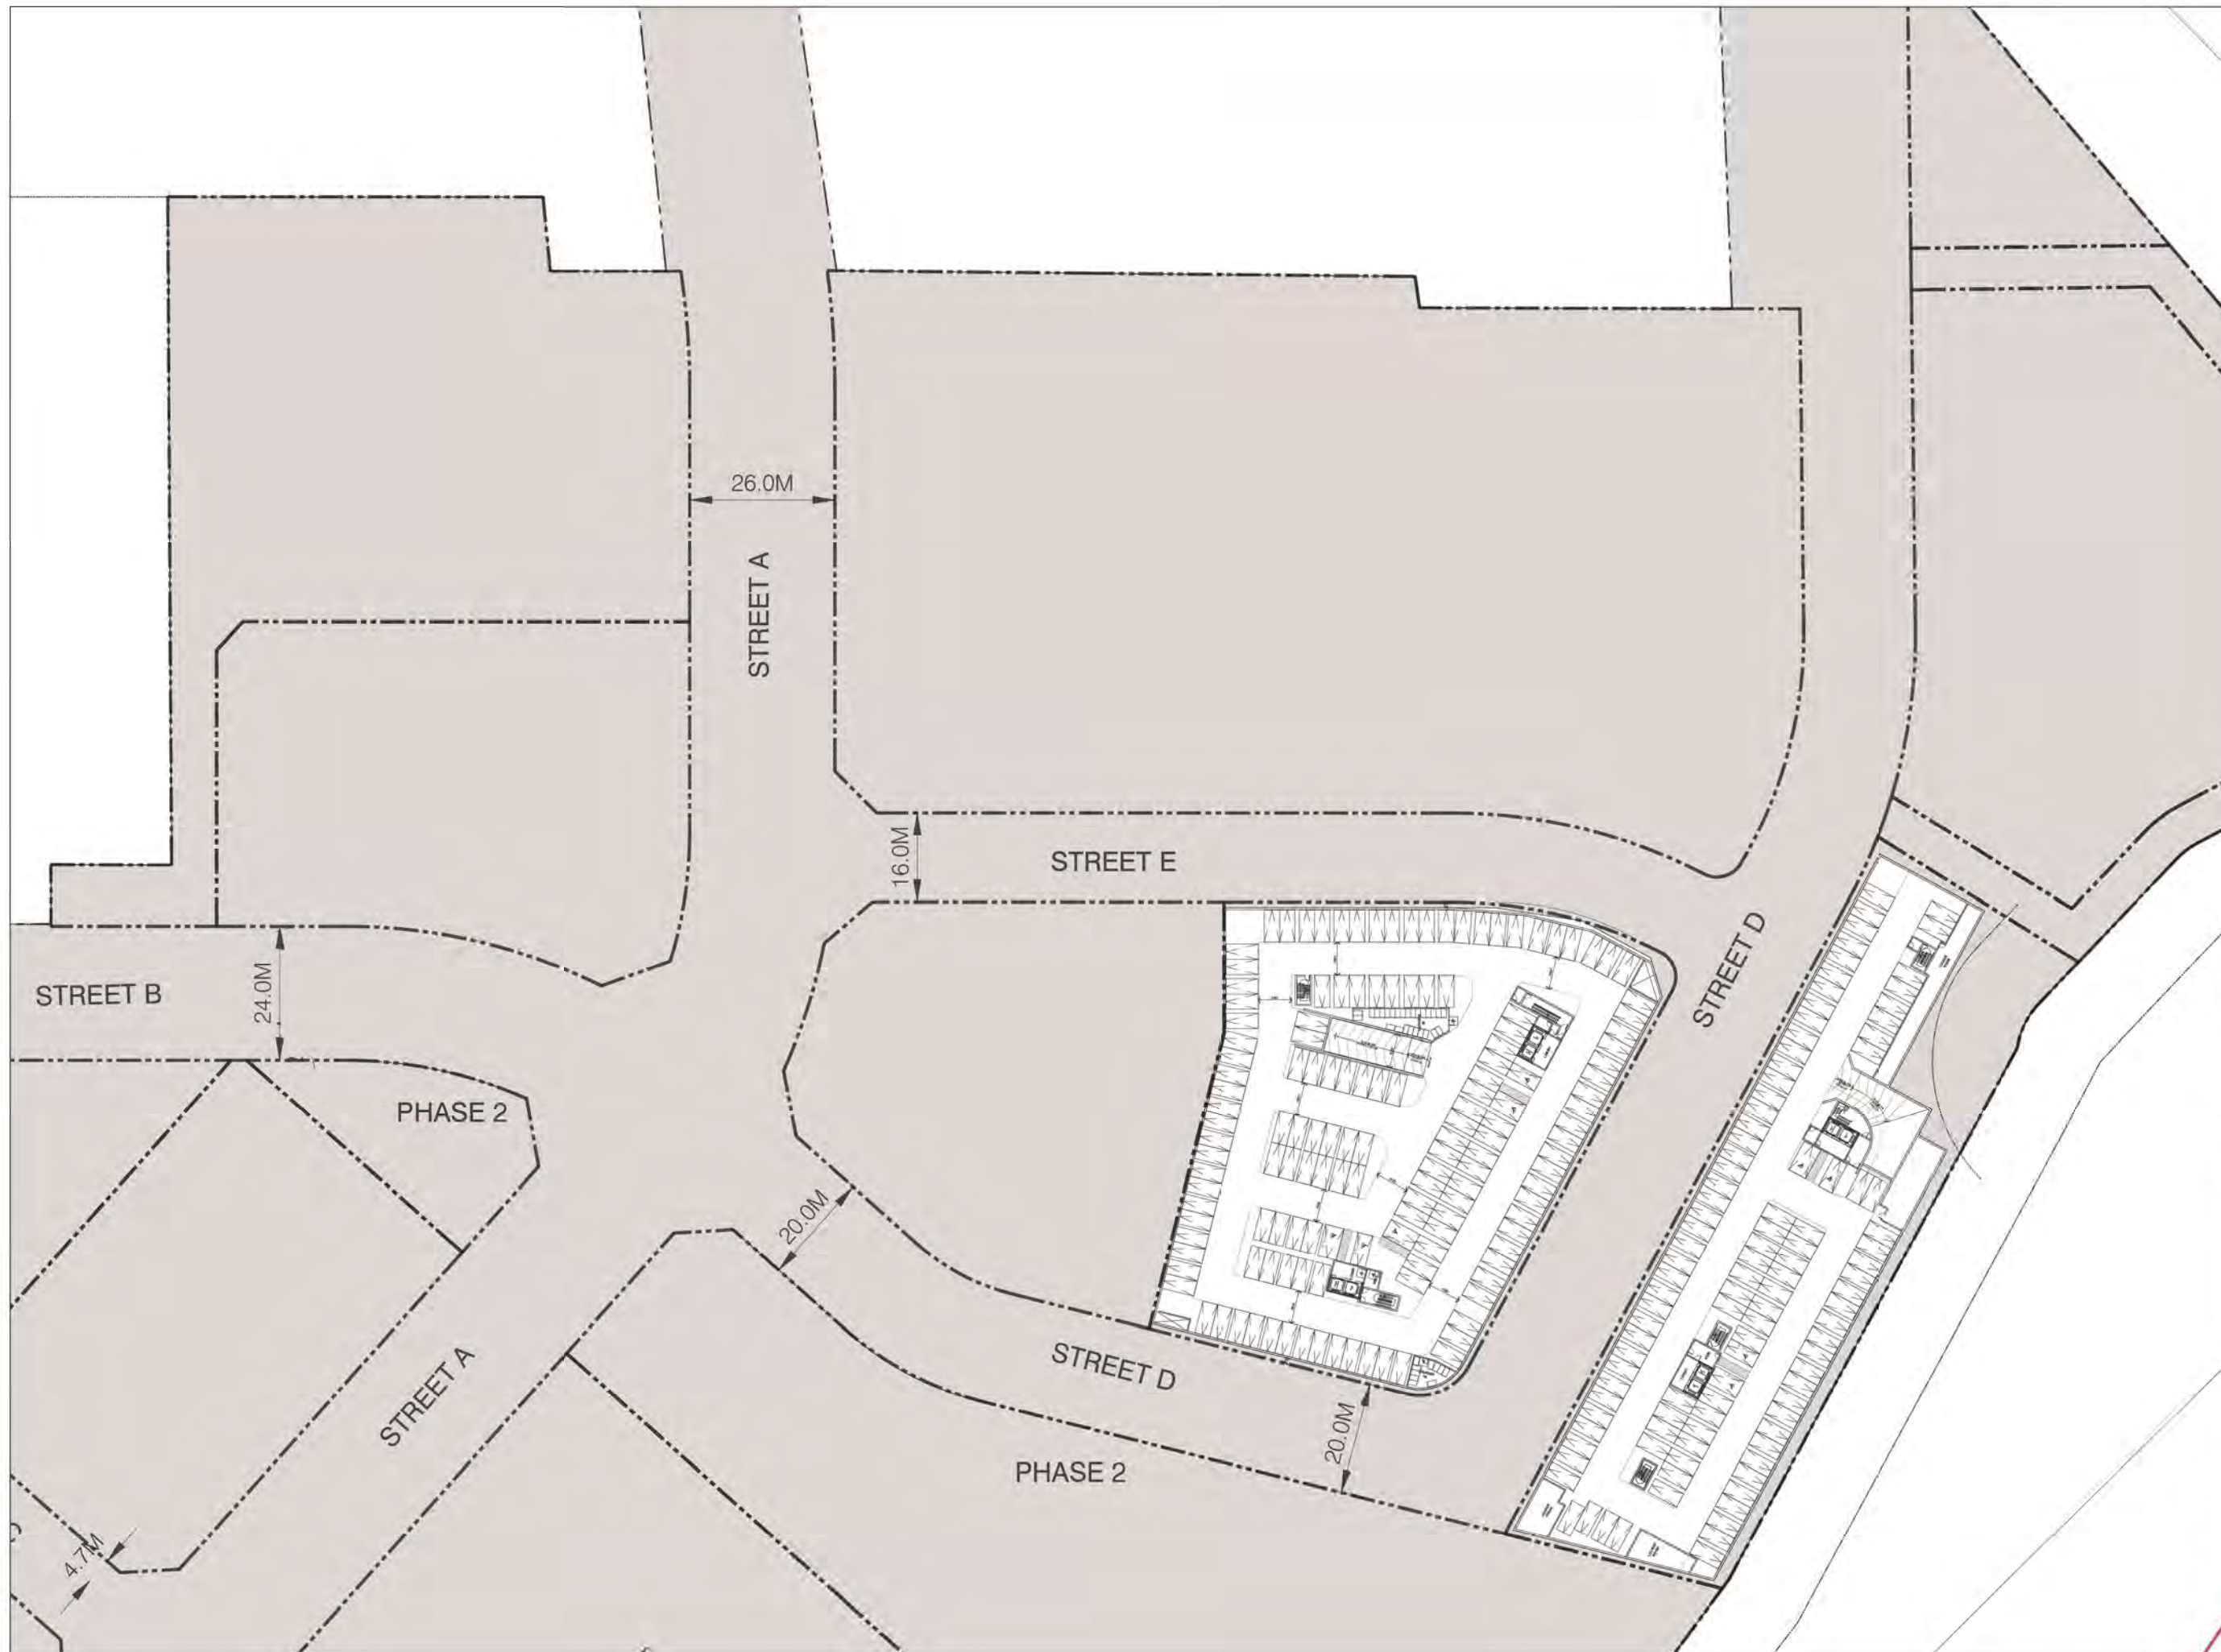 26.0M
STREET A
16.0M
STREET E
STREET D
STREET B
24.0M
PHASE 2
20.0M
STREET D
STREET A
20.0M
PHASE 2
4.7M